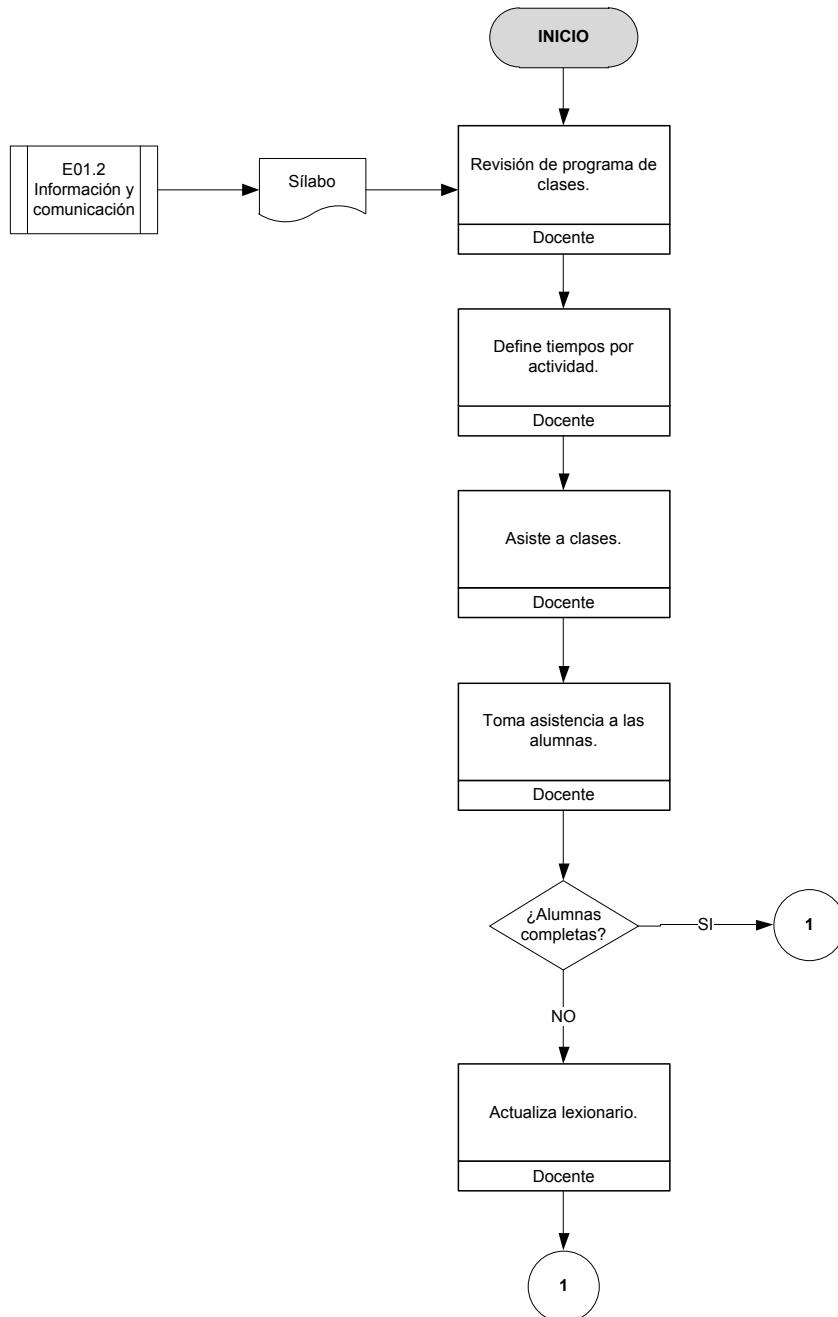 INICIO
E01.2
Información y
comunicación
Sílabo
Revisión de programa de
clases.
Docente
Define tiempos por
actividad.
Docente
Asiste a clases.
Docente
Toma asistencia a las
alumnas.
Docente
¿Alumnas
completas?
SI
1
NO
Actualiza lexionario.
Docente
1